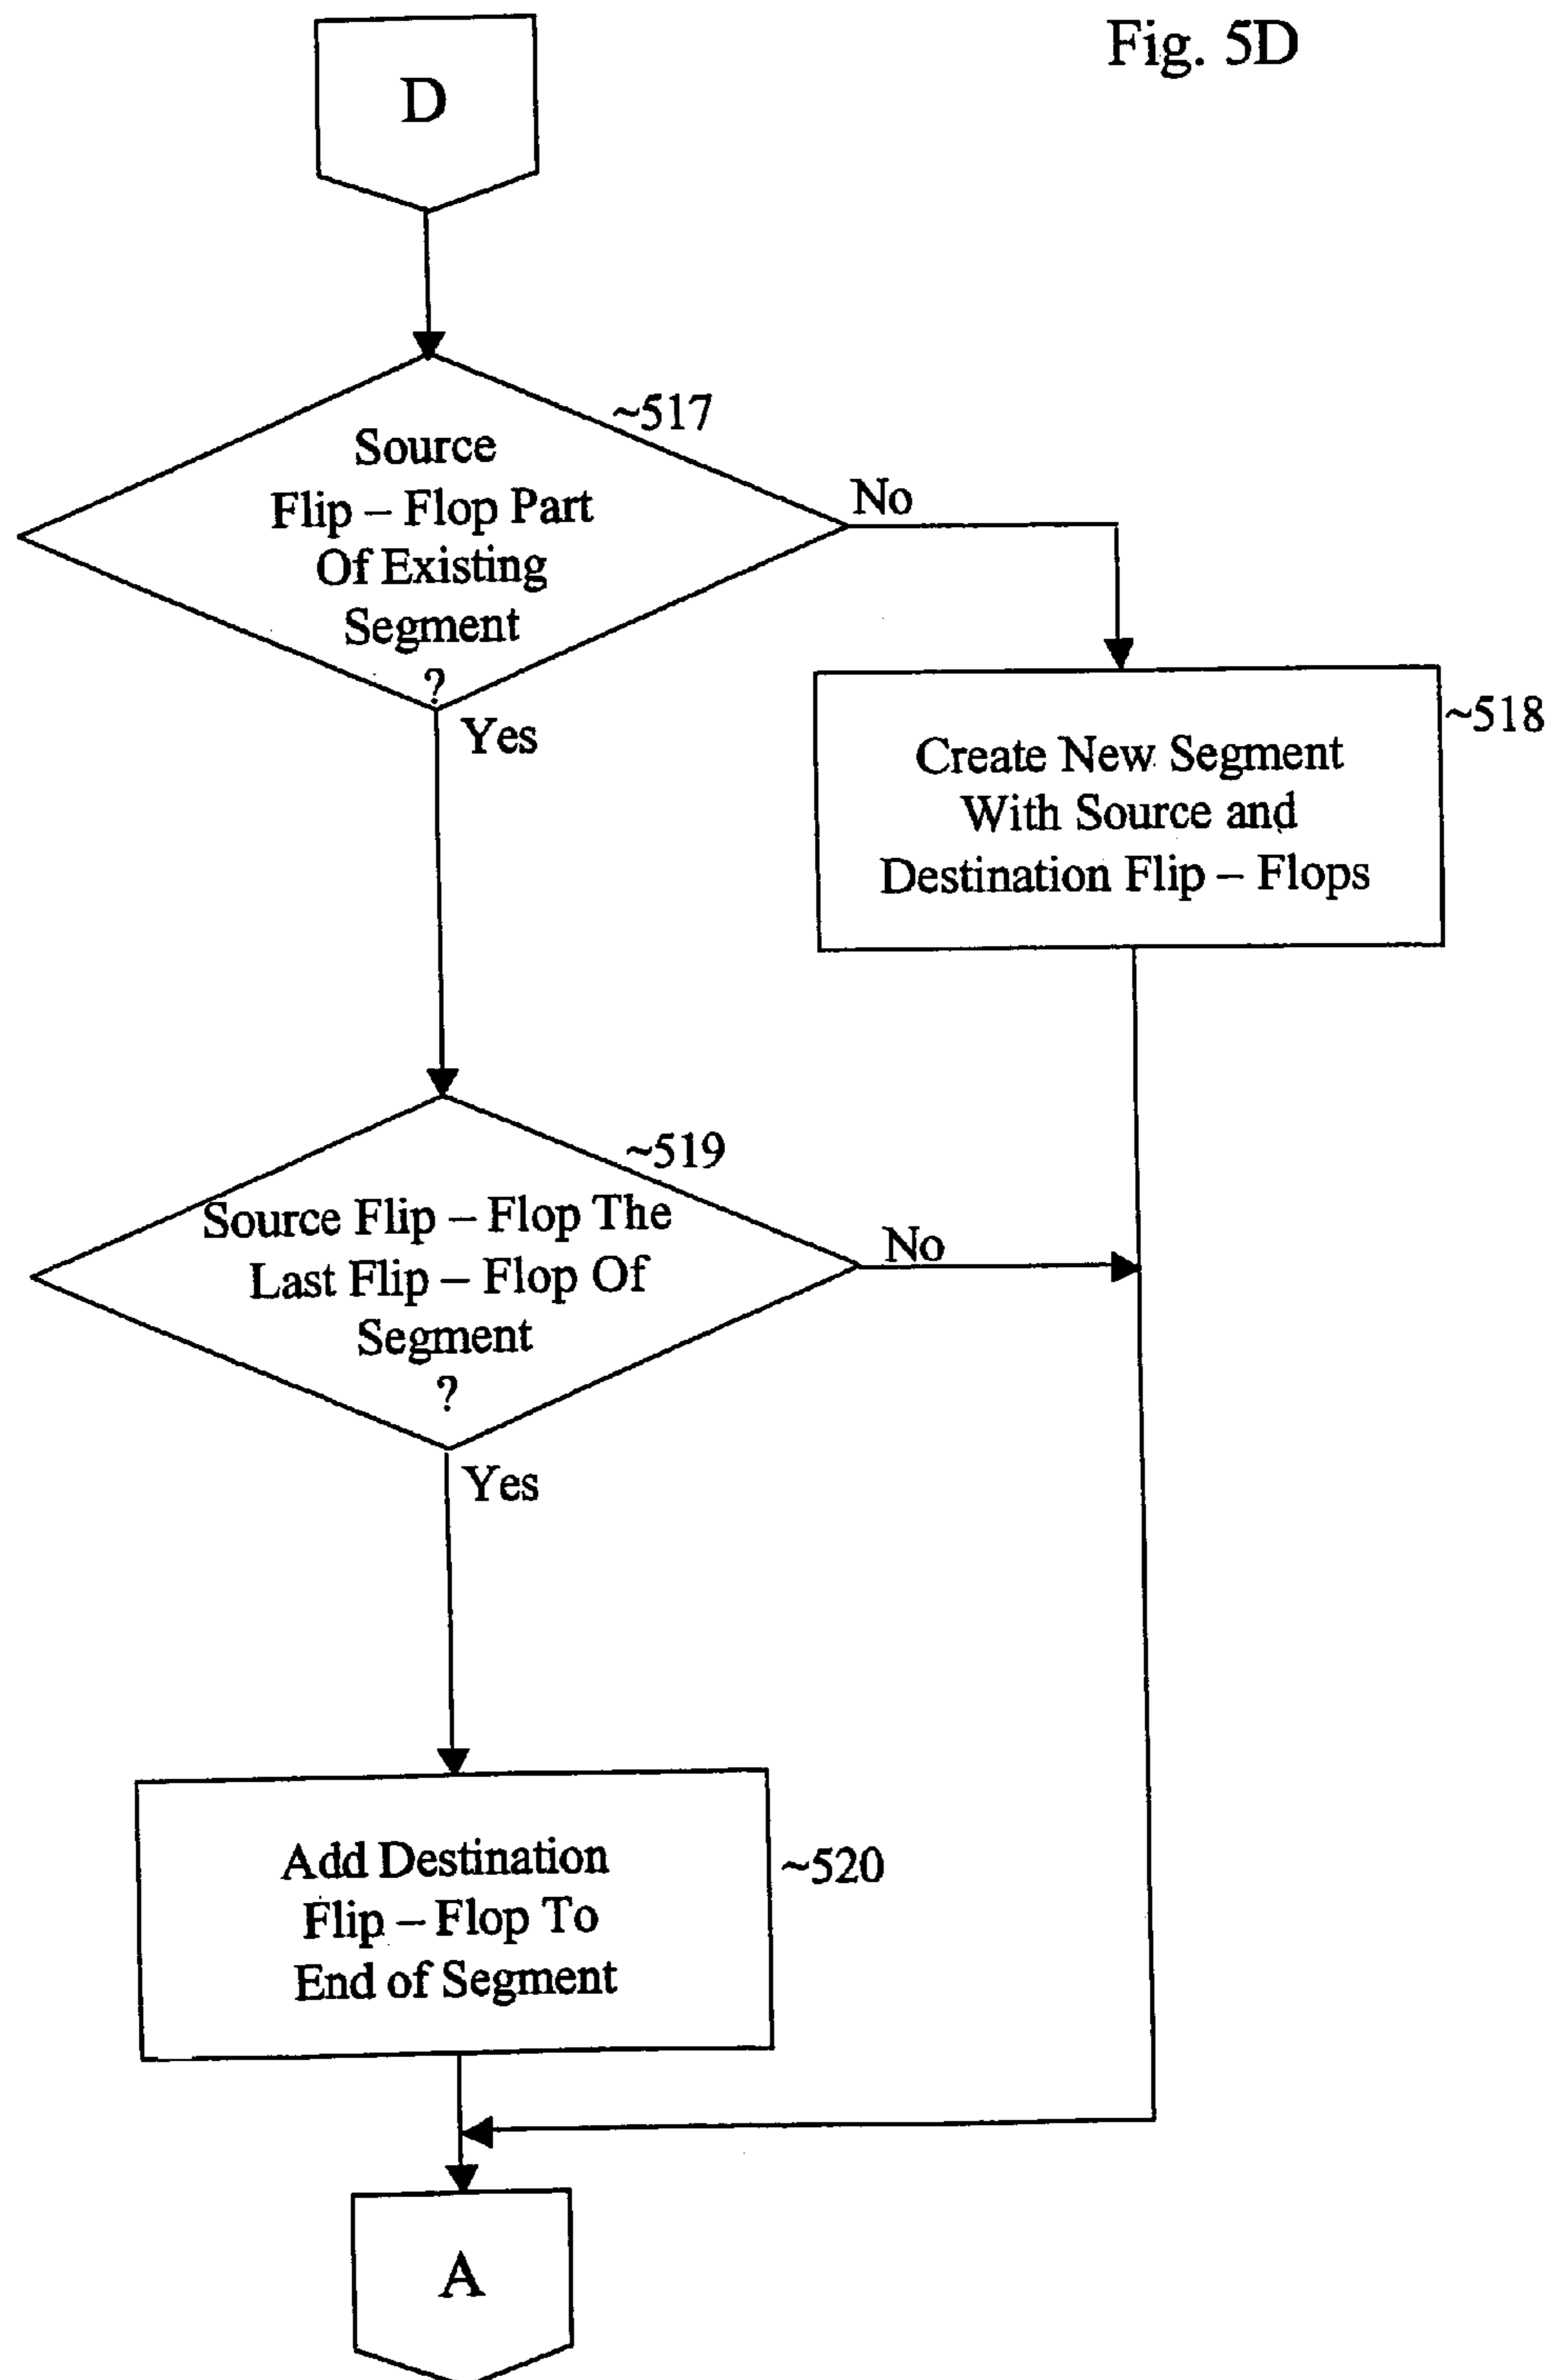 Fig. 5D
D
~517
Source
Flip – Flop Part
Of Existing
Segment
?
No
Yes
~518
Create New Segment
With Source and
Destination Flip – Flops
~519
Source Flip – Flop The
Last Flip – Flop Of
Segment
?
No
Yes
Add Destination
Flip – Flop To
End of Segment
~520
A